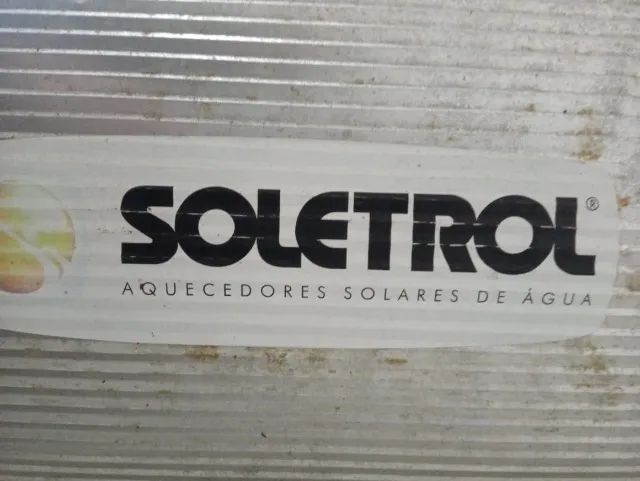 SOLETROL®
AQUECEDORES SOLARES DE ÁGUA